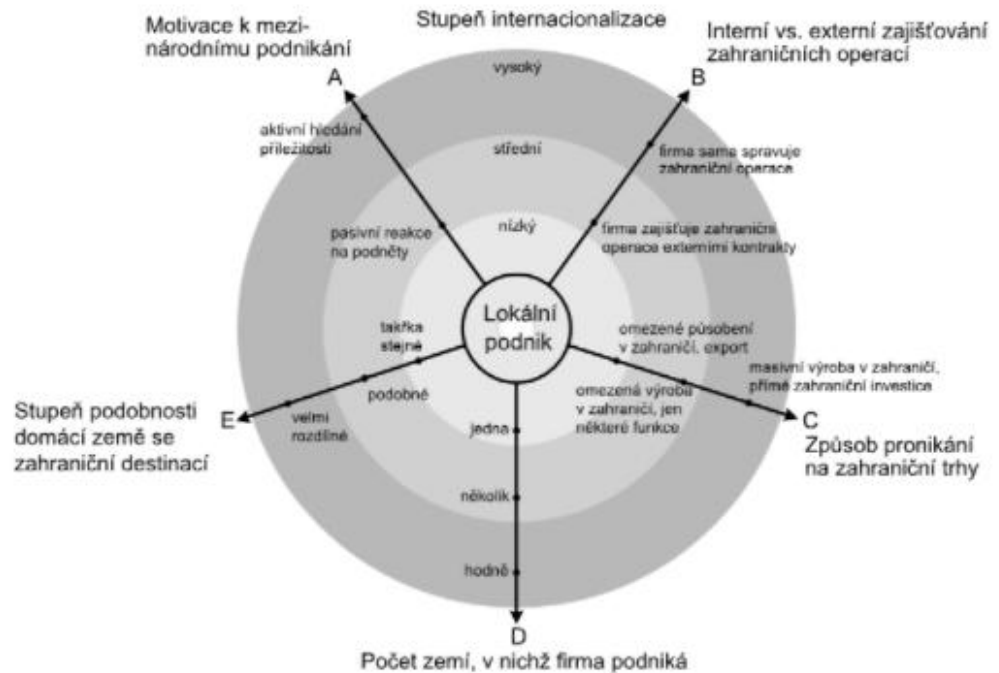 Stupeň internacionalizace
Motivace k mezi-
národnímu podnikání
Interní vs. externí zajišťování
zahraničních operací
A
B
vysoký
aktivní hledání
příležitostí
střední
firma sama spravuje
zahraniční operace
nízký
pasivní reakce
na podněty
firma zajišťuje zahraniční
operace externími kontrakty
Lokální
podnik
takřka
stejné
omezené působení
v zahraničí, export
masivní výroba v zahraničí,
přímé zahraniční investice
podobné
omezená výroba
v zahraničí, jen
některé funkce
velmi
rozdílné
E
C
Stupeň podobnosti
domácí země se
zahraniční destinací
Způsob pronikání
na zahraniční trhy
jedna
několik
hodně
D
Počet zemí, v nichž firma podniká